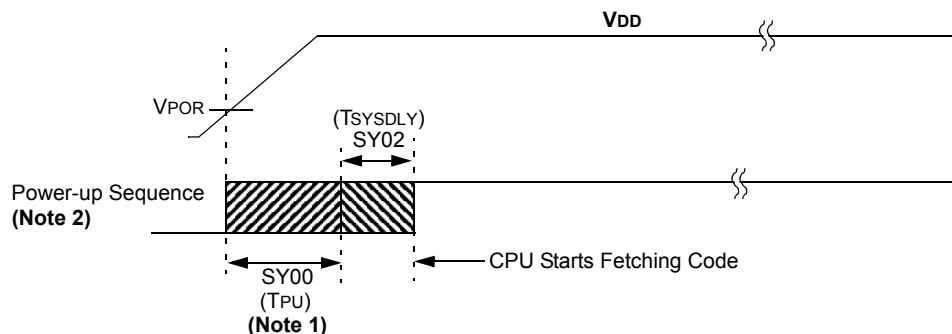 VDD
VPOR
(TSYSDLY)
SY02
Power-up Sequence
(Note 2)
CPU Starts Fetching Code
SY00
(TPU)
(Note 1)